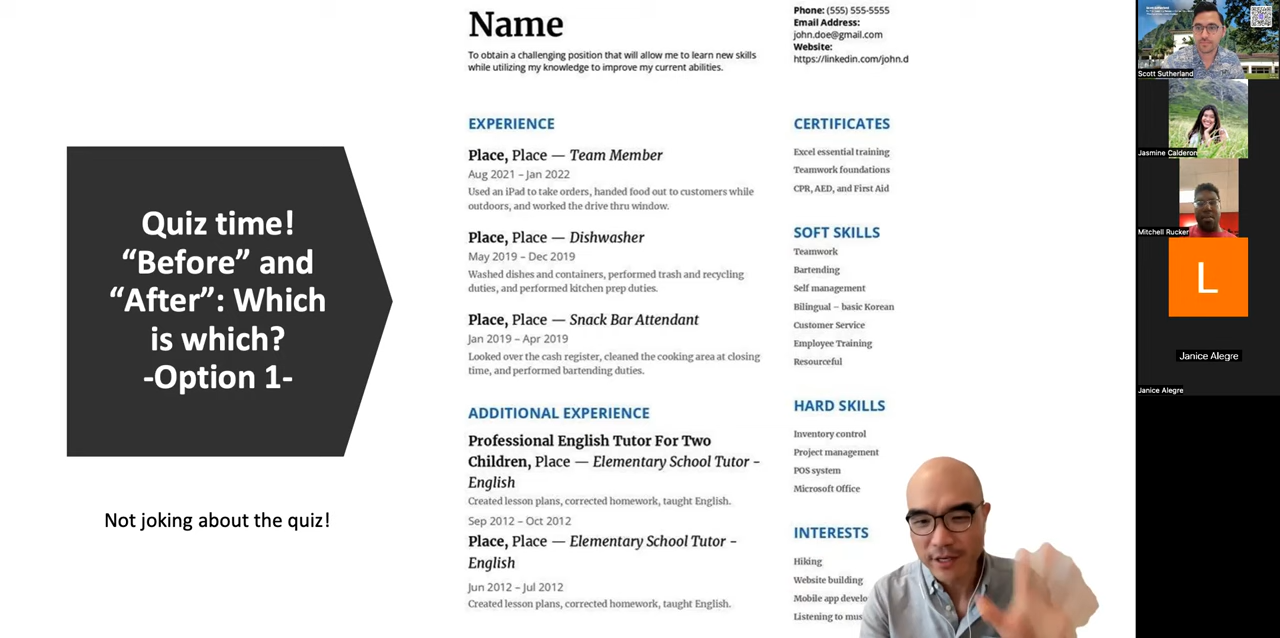 Quiz time!
“Before” and
“After”: Which
is which?
-Option 1-
Not joking about the quiz!
Name
To obtain a challenging position that will allow me to learn new skills
while utilizing my knowledge to improve my current abilities.
EXPERIENCE
Place, Place — Team Member
Aug 2021 – Jan 2022
Used an iPad to take orders, handed food out to customers while
outdoors, and worked the drive thru window.
Place, Place — Dishwasher
May 2019 – Dec 2019
Washed dishes and containers, performed trash and recycling
duties, and performed kitchen prep duties.
Place, Place — Snack Bar Attendant
Jan 2019 – Apr 2019
Looked over the cash register, cleaned the cooking area at closing
time, and performed bartending duties.
ADDITIONAL EXPERIENCE
Professional English Tutor For Two
Children, Place — Elementary School Tutor -
English
Created lesson plans, corrected homework, taught English.
Sep 2012 – Oct 2012
Place, Place — Elementary School Tutor -
English
Jun 2012 – Jul 2012
Created lesson plans, corrected homework, taught English.
Phone: (555) 555-5555
Email Address:
john.doe@gmail.com
Website:
https://linkedin.com/john.d
CERTIFICATES
Excel essential training
Teamwork foundations
CPR, AED, and First Aid
SOFT SKILLS
Teamwork
Bartending
Self management
Bilingual – basic Korean
Customer Service
Employee Training
Resourceful
HARD SKILLS
Inventory control
Project management
POS system
Microsoft Office
INTERESTS
Hiking
Website building
Mobile app develo
Listening to mus
Scott Sutherland
Jasmine Calderon
Mitchell Rucker
L
Janice Alegre
Janice Alegre